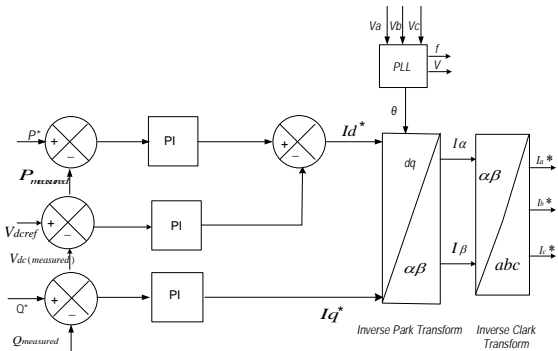 Va Vb Vc
PLL
f
V
θ
P*
+
−
PI
+
−
Id*
dq
αβ
Iα
αβ
abc
Ia*
Ib*
Ic*
Pmeasured
Vdcref
+
−
PI
Vdc(measured)
Iβ
Q*
+
−
PI
Iq*
Qmeasured
Inverse Park Transform
Inverse Clark
Transform